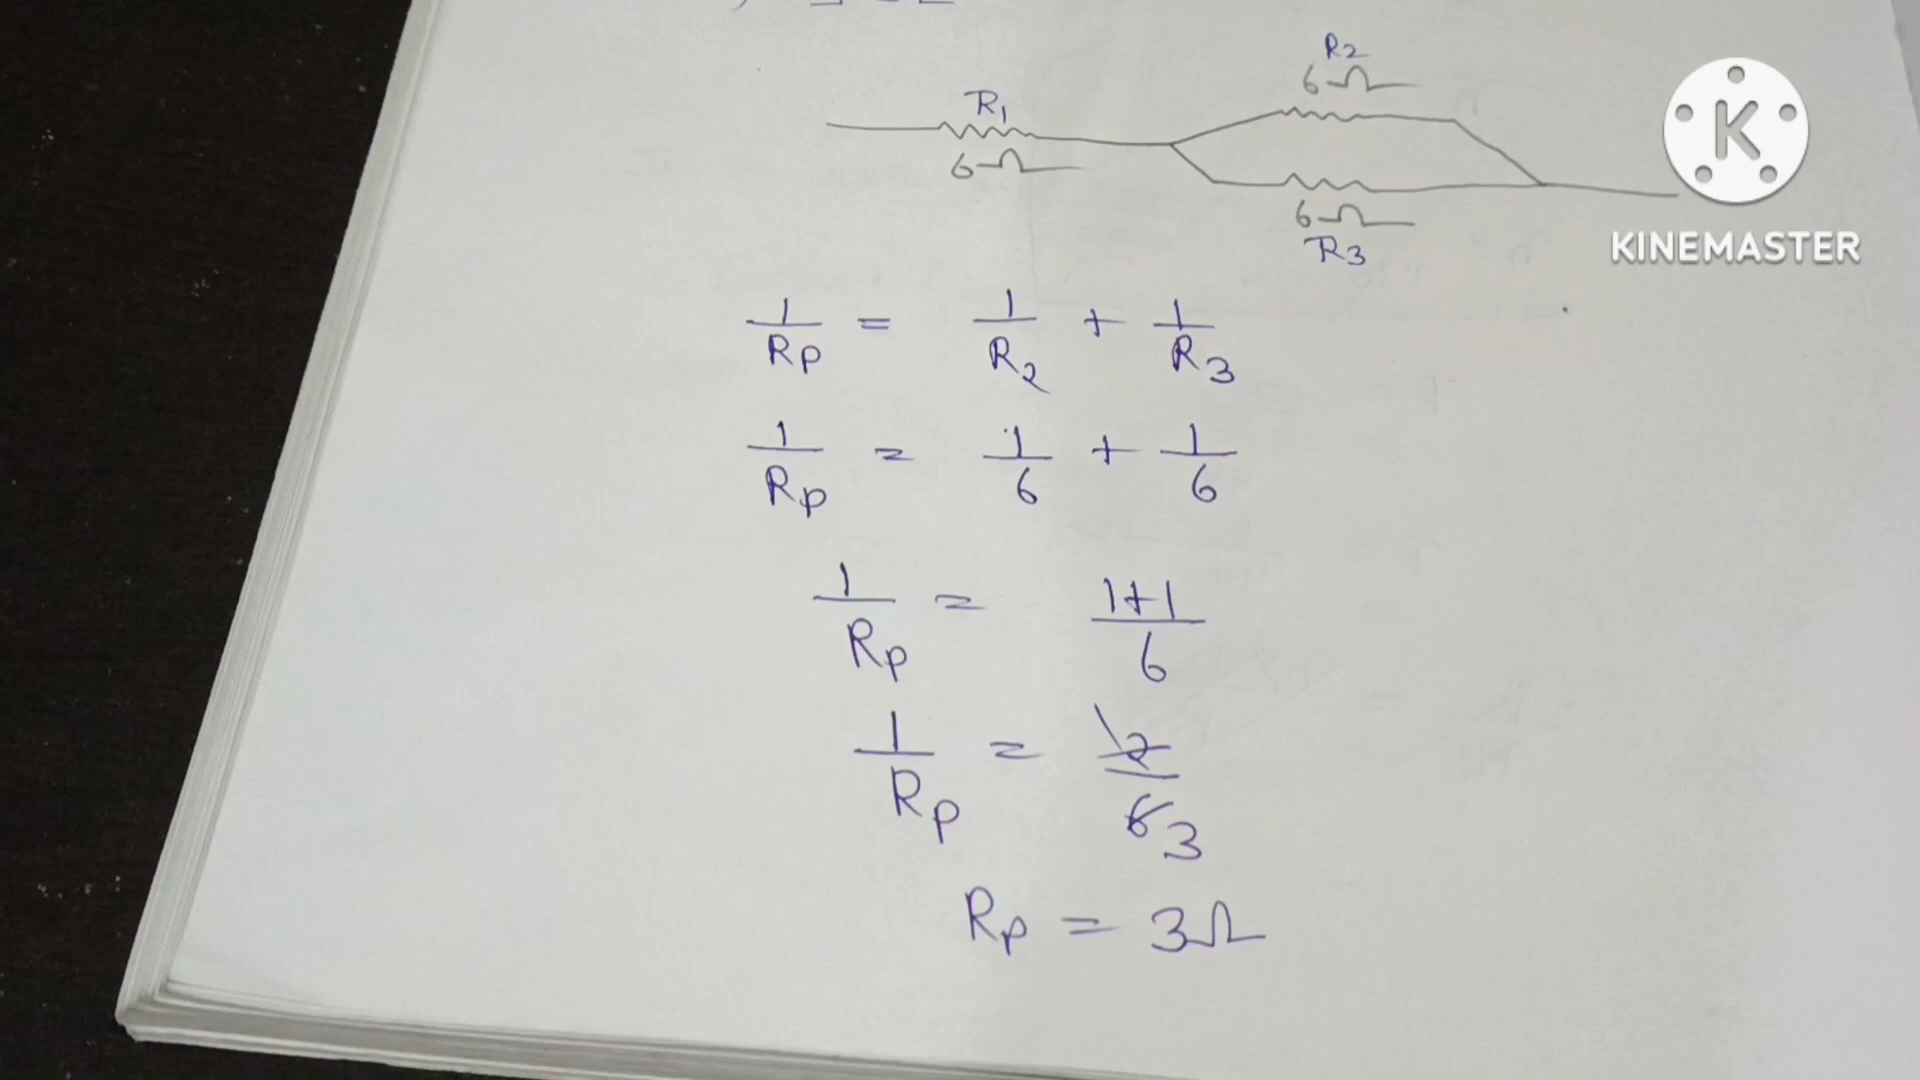 R2
6Ω
R1
6Ω
6Ω
R3
K
KINEMASTER
1/Rp = 1/R2 + 1/R3
1/Rp = 1/6 + 1/6
1/Rp = 1+1/6
1/Rp = 2/6 3
Rp = 3Ω